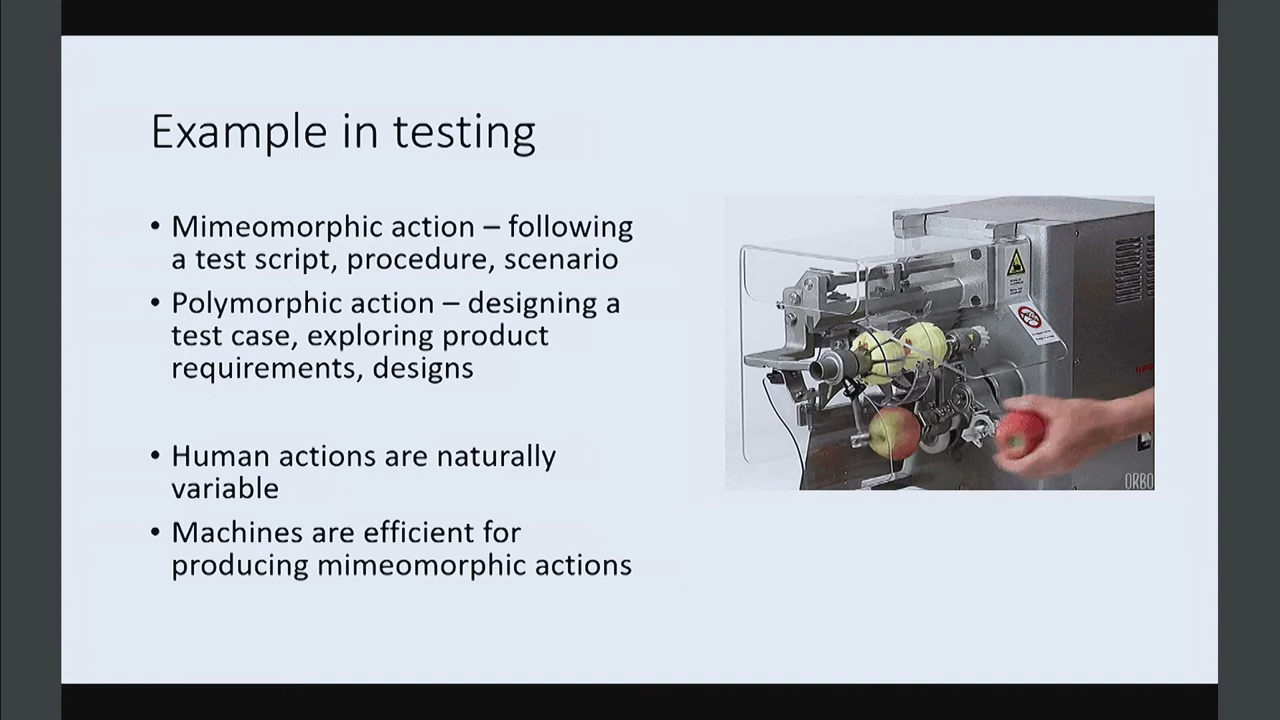 Example in testing
• Mimeomorphic action – following
a test script, procedure, scenario
• Polymorphic action – designing a
test case, exploring product
requirements, designs
• Human actions are naturally
variable
• Machines are efficient for
producing mimeomorphic actions
ORBO